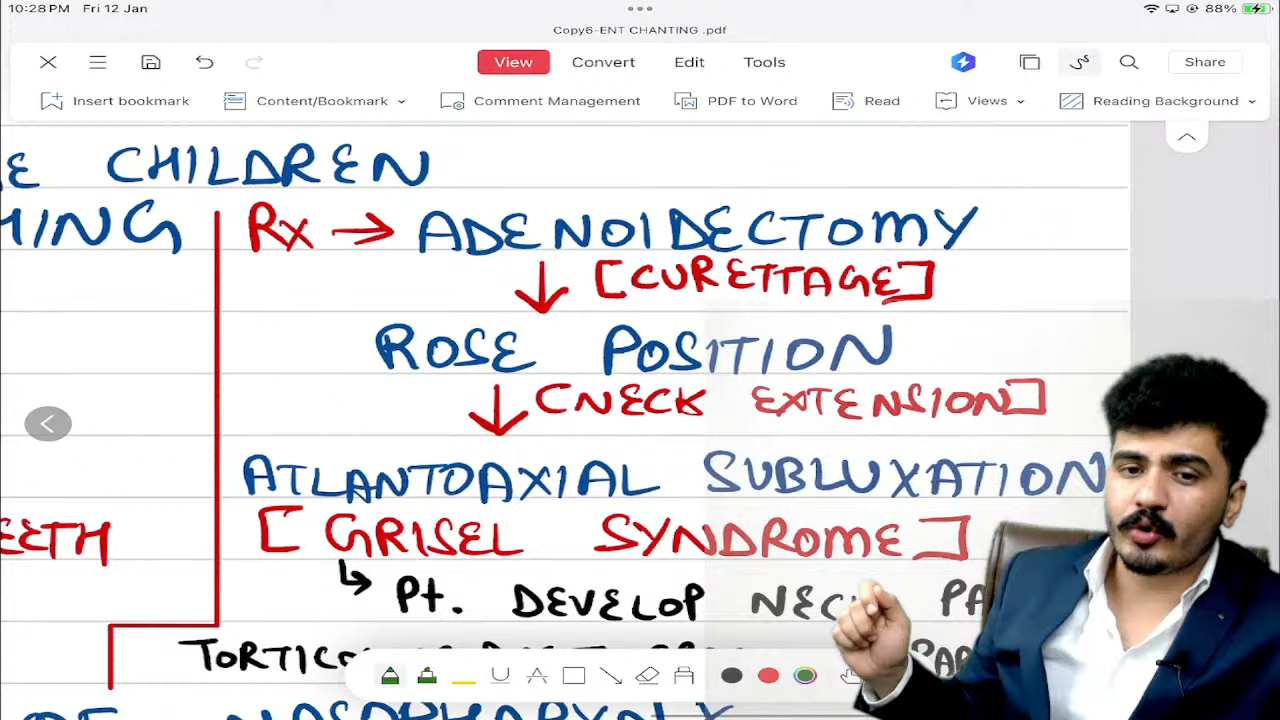 10:28 PM Fri 12 Jan
88%
Copy6-ENT CHANTING .pdf
View Convert Edit Tools Share
Insert bookmark Content/Bookmark Comment Management PDF to Word Read Views Reading Background
CHILDREN
Rx → ADENOIDECTOMY
↓ [CURETTAGE]
ROSE POSITION
↓ [NECK EXTENSION]
ATLANTOAXIAL SUBLUXATION
[GRISEL SYNDROME]
↳ Pt. DEVELOP
OF NASOPHARYNX